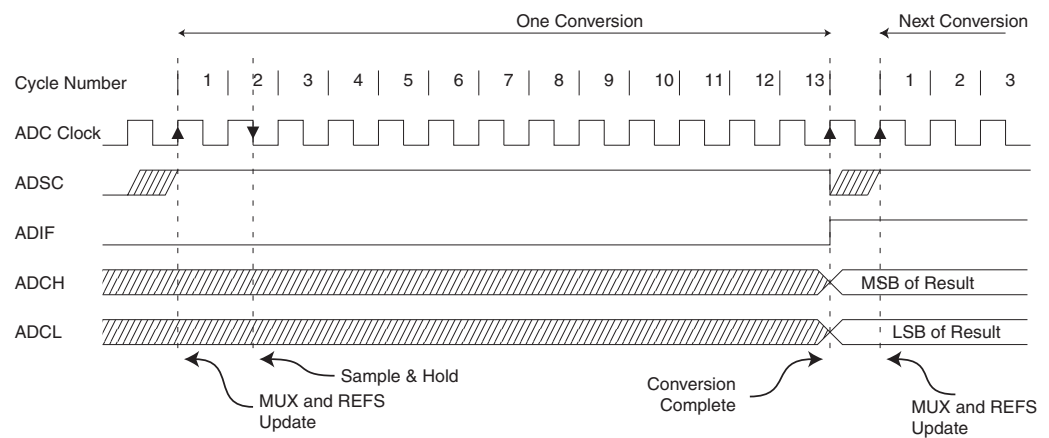 One Conversion
Next Conversion
Cycle Number 1 2 3 4 5 6 7 8 9 10 11 12 13 1 2 3
ADC Clock
ADSC
ADIF
ADCH
MSB of Result
ADCL
LSB of Result
Sample & Hold
MUX and REFS
Update
Conversion
Complete
MUX and REFS
Update